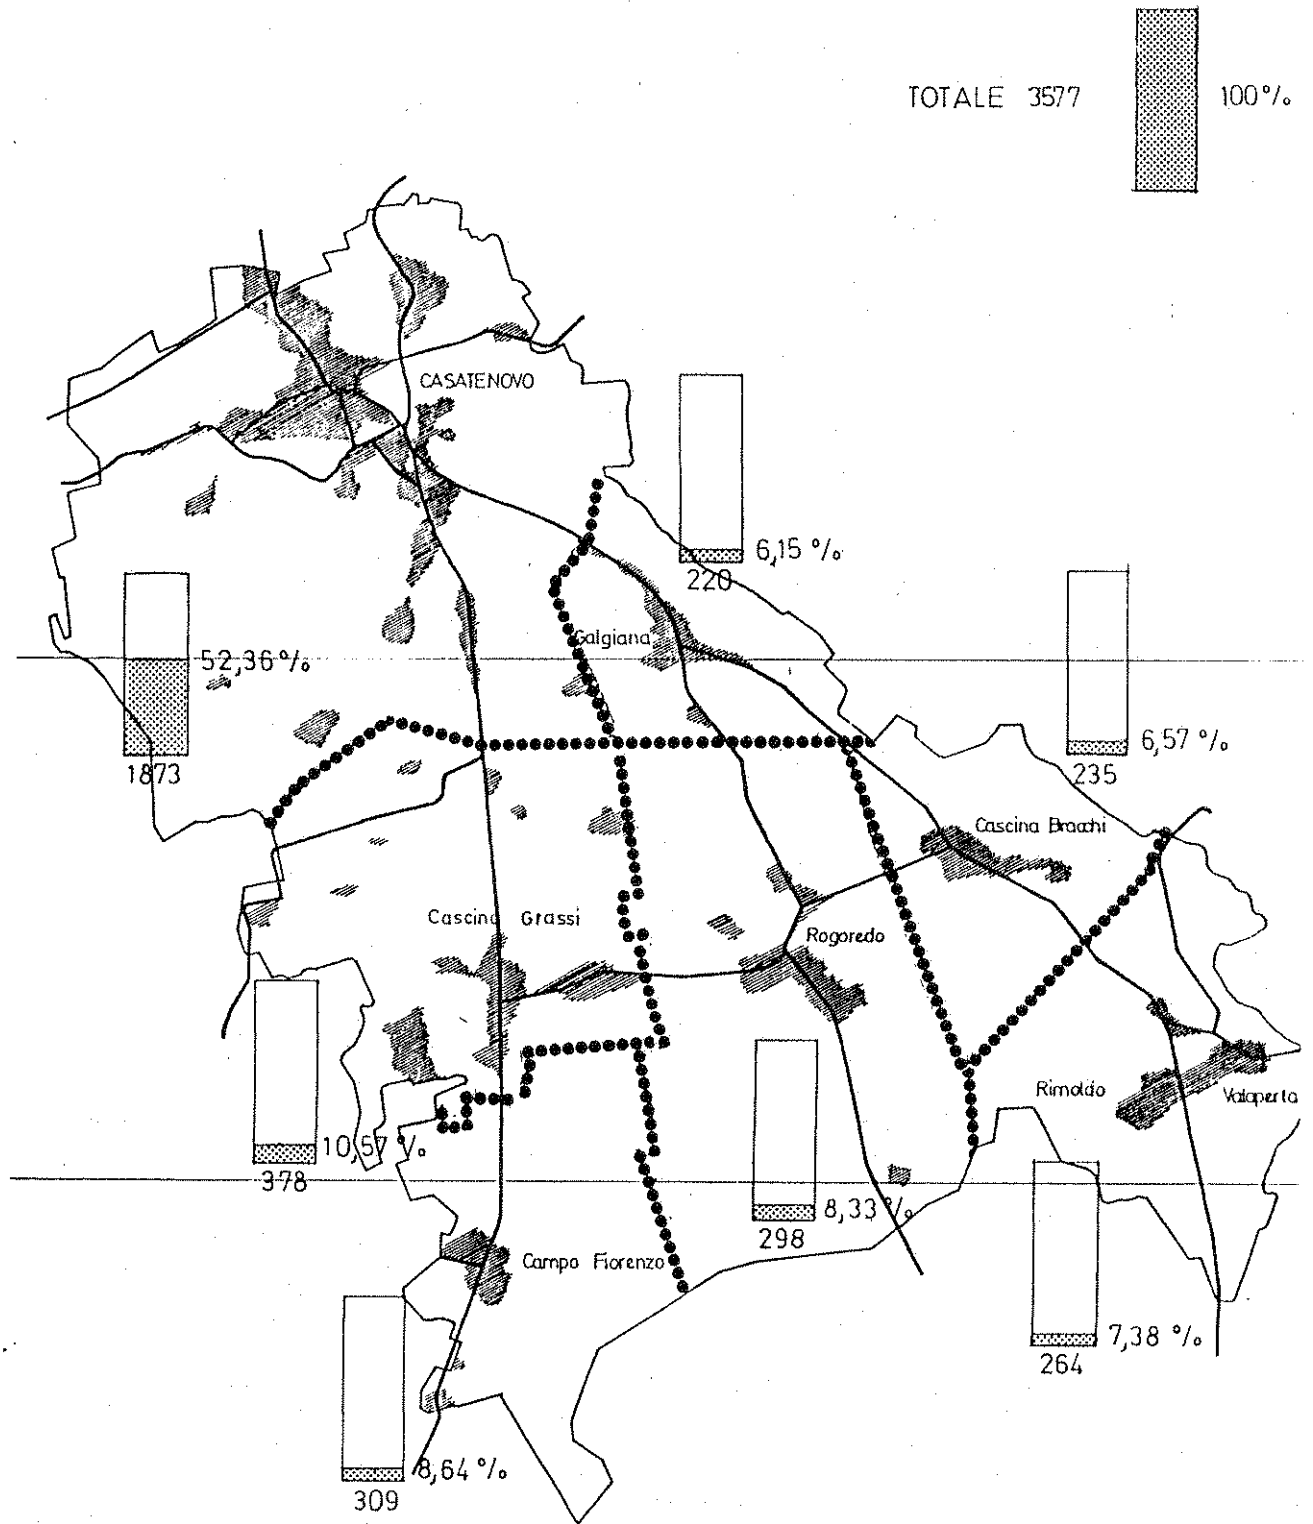 TOTALE 3577 100%
CASATENOVO
6,15 %
220
Galgiana
52,36%
1873
6,57 %
235
Cascina Bracchi
Cascina Grassi
Rogoredo
Rimoldo
Valaperta
10,57 %
378
8,33 %
298
Campo Fiorenzo
7,38 %
264
8,64 %
309